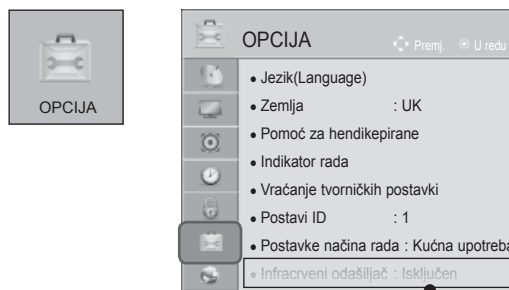 OPCIJA
OPCIJA
Premj. U redu
• Jezik(Language)
• Zemlja : UK
• Pomoć za hendikepirane
• Indikator rada
• Vraćanje tvorničkih postavki
• Postavi ID : 1
• Postavke načina rada : Kućna upotreba
• Infracrveni odašiljač : Isključen